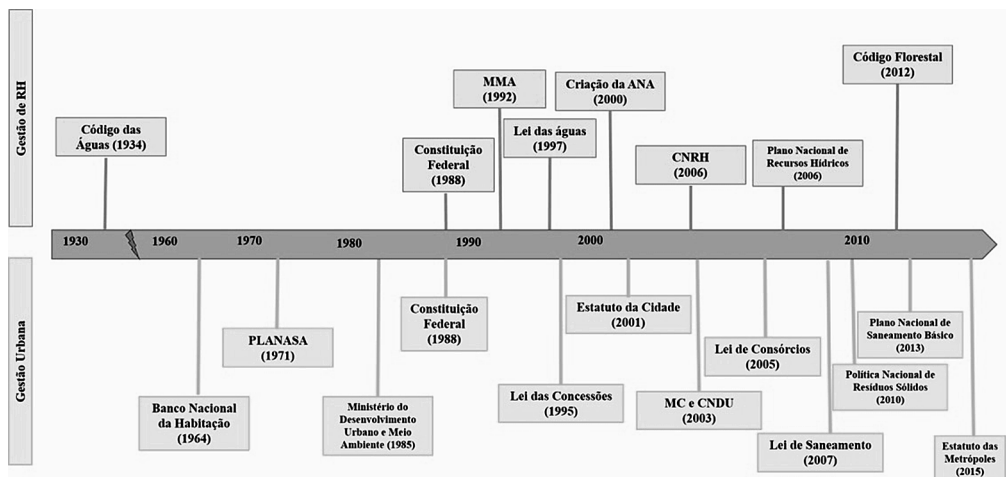 Gestão de RH
Código das
Águas (1934)
Constituição
Federal
(1988)
MMA
(1992)
Lei das águas
(1997)
Criação da ANA
(2000)
CNRH
(2006)
Plano Nacional de
Recursos Hídricos
(2006)
Código Florestal
(2012)
1930
1960
1970
1980
1990
2000
2010
Gestão Urbana
Banco Nacional
da Habitação
(1964)
PLANASA
(1971)
Ministério do
Desenvolvimento
Urbano e Meio
Ambiente (1985)
Constituição
Federal
(1988)
Lei das Concessões
(1995)
Estatuto da Cidade
(2001)
MC e CNDU
(2003)
Lei de Consórcios
(2005)
Lei de Saneamento
(2007)
Política Nacional de
Resíduos Sólidos
(2010)
Plano Nacional de
Saneamento Básico
(2013)
Estatuto das
Metrópoles
(2015)